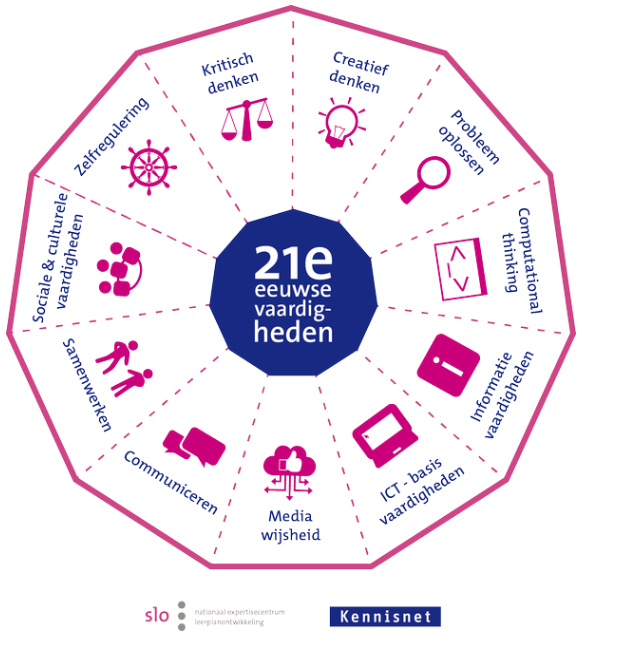 21e
eeuwse
vaardig-
heden
Creatief
denken
Probleem
oplossen
Computational
thinking
Informatie
vaardigheden
ICT - basis
vaardigheden
Media
wijsheid
Communiceren
Samenwerken
Sociale & culturele
vaardigheden
Zelfregulering
Kritisch
denken
slo
nationaal expertisecentrum
leerplanontwikkeling
Kennisnet